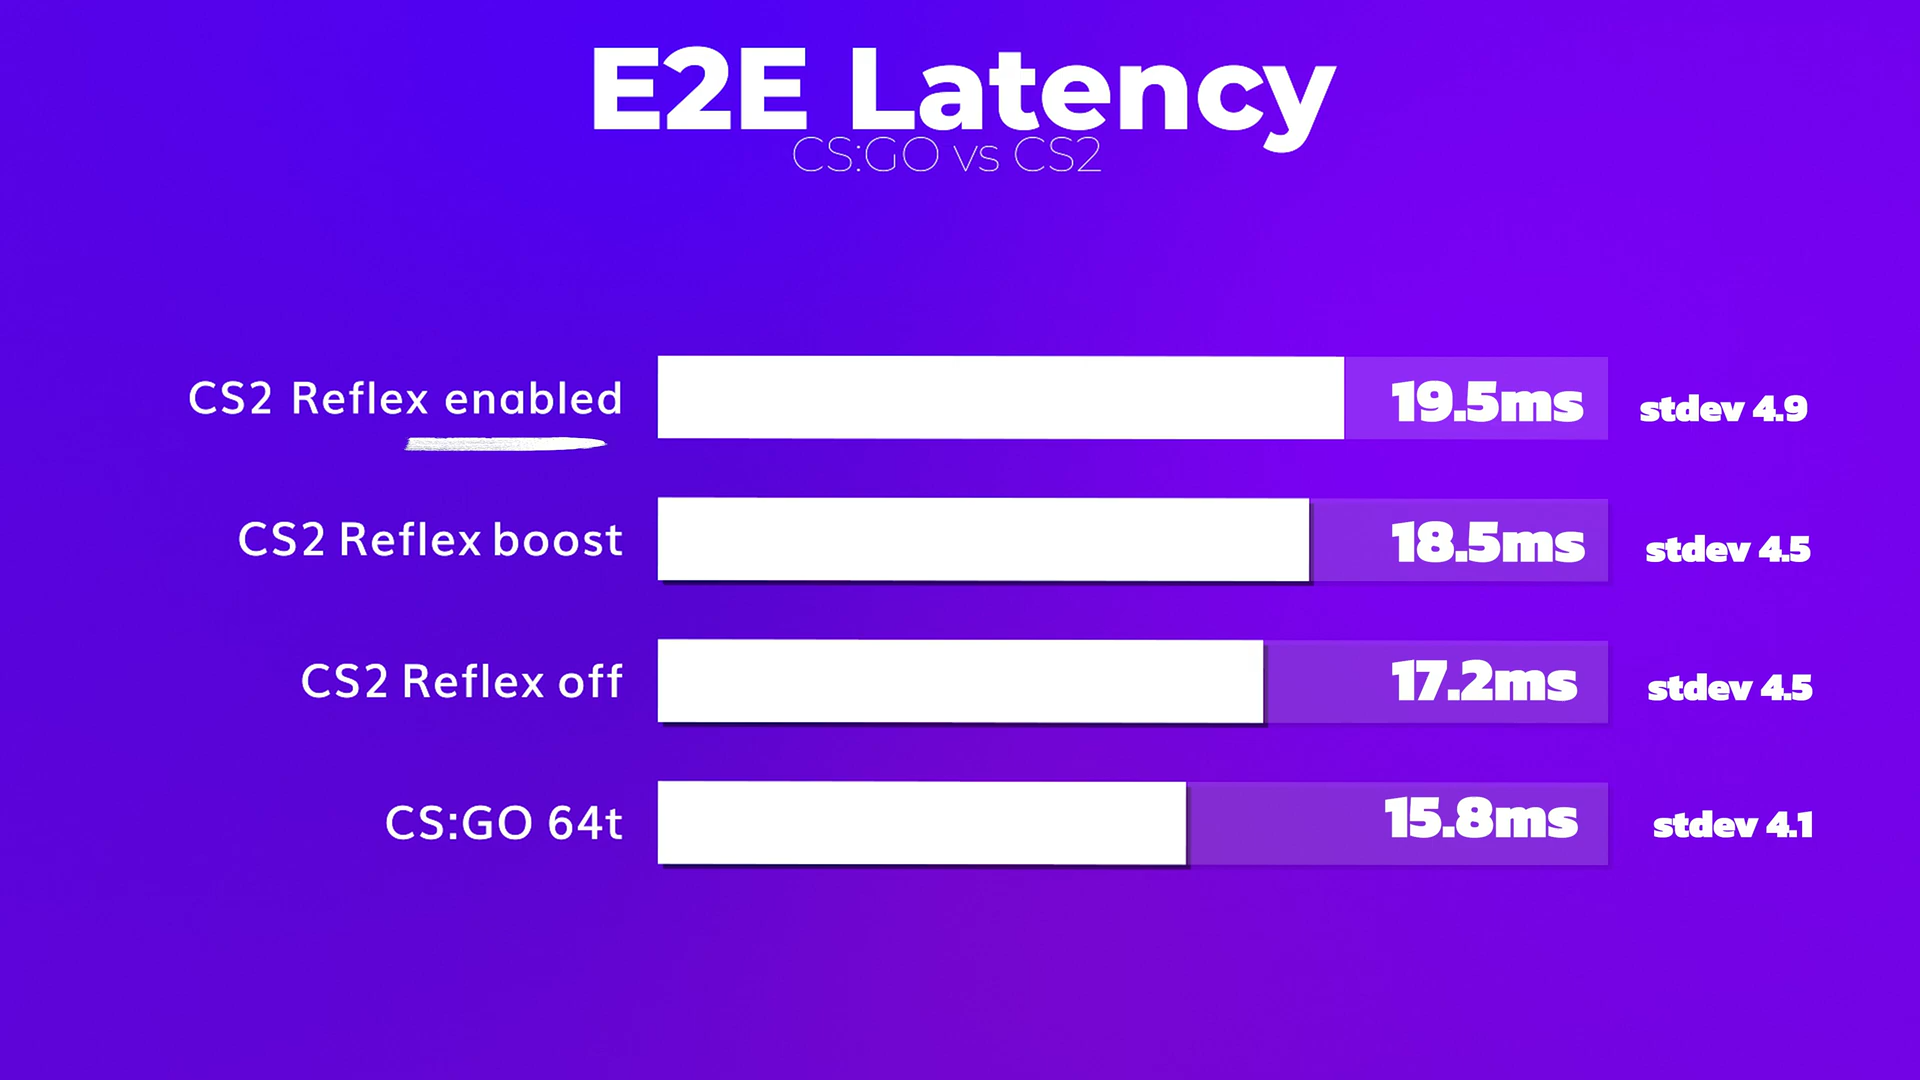 E2E Latency
CS:GO vs CS2
CS2 Reflex enabled 19.5ms stdev 4.9
CS2 Reflex boost 18.5ms stdev 4.5
CS2 Reflex off 17.2ms stdev 4.5
CS:GO 64t 15.8ms stdev 4.1